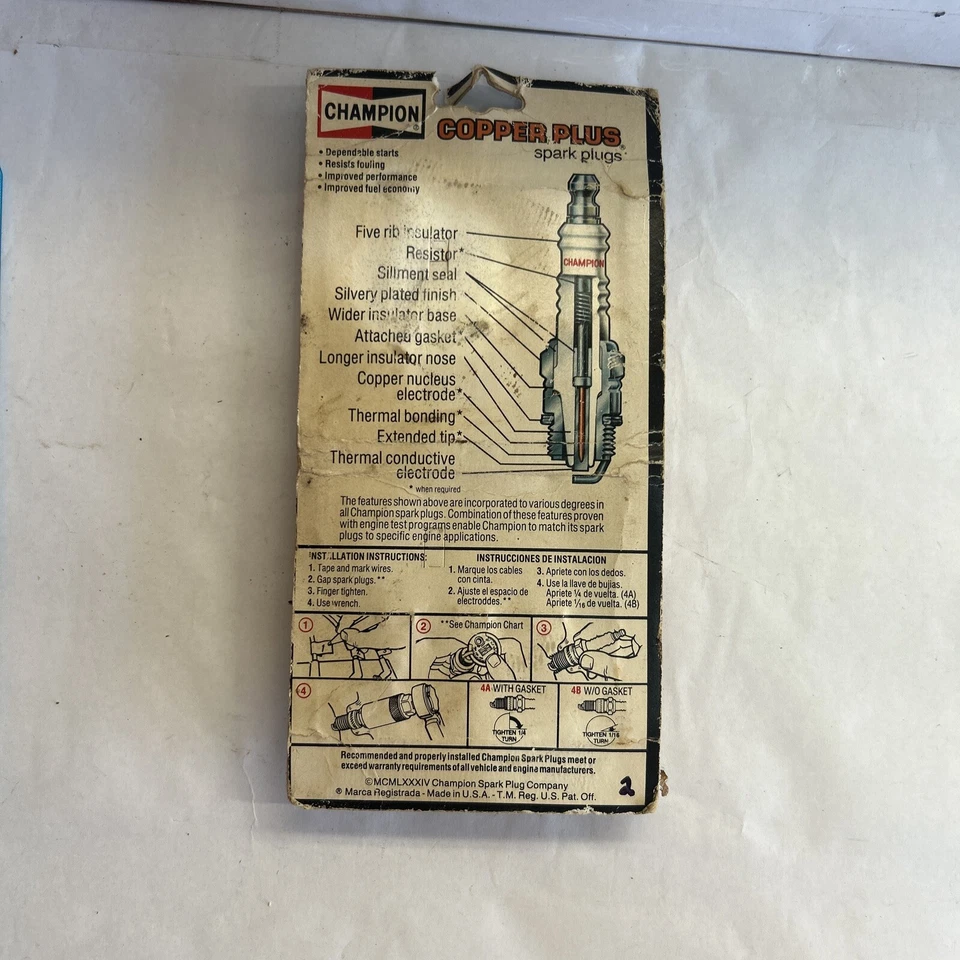 CHAMPION
COPPER PLUS®
spark plugs
• Dependable starts
• Resists fouling
• Improved performance
• Improved fuel economy
Five rib insulator
Resistor*
Sillment seal
Silvery plated finish
Wider insulator base
Attached gasket*
Longer insulator nose
Copper nucleus
electrode*
Thermal bonding*
Extended tip*
Thermal conductive
electrode
* when required
CHAMPION
The features shown above are incorporated to various degrees in
all Champion spark plugs. Combination of these features proven
with engine test programs enable Champion to match its spark
plugs to specific engine applications.
INSTALLATION INSTRUCTIONS:
1. Tape and mark wires.
2. Gap spark plugs.**
3. Finger tighten.
4. Use wrench.
INSTRUCCIONES DE INSTALACION
1. Marque los cables
con cinta.
2. Ajuste el espacio de
electroddes.**
3. Apriete con los dedos.
4. Use la llave de bujias.
Apriete ¼ de vuelta. (4A)
Apriete 1/16 de vuelta. (4B)
1
2 **See Champion Chart
3
4
4A WITH GASKET
TIGHTEN 1/4
TURN
4B W/O GASKET
TIGHTEN 1/16
TURN
Recommended and properly installed Champion Spark Plugs meet or
exceed warranty requirements of all vehicle and engine manufacturers.
©MCMLXXXIV Champion Spark Plug Company
® Marca Registrada - Made in U.S.A. - T.M. Reg. U.S. Pat. Off.
2